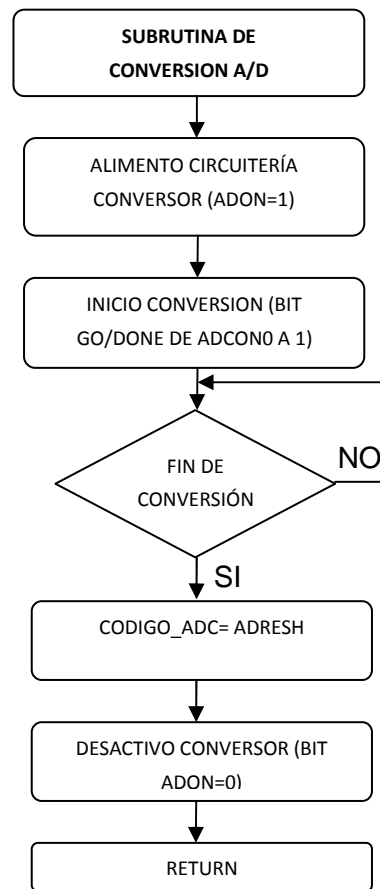 SUBRUTINA DE
CONVERSION A/D
ALIMENTO CIRCUITERÍA
CONVERSOR (ADON=1)
INICIO CONVERSION (BIT
GO/DONE DE ADCON0 A 1)
FIN DE
CONVERSIÓN
NO
SI
CODIGO_ADC= ADRESH
DESACTIVO CONVERSOR (BIT
ADON=0)
RETURN